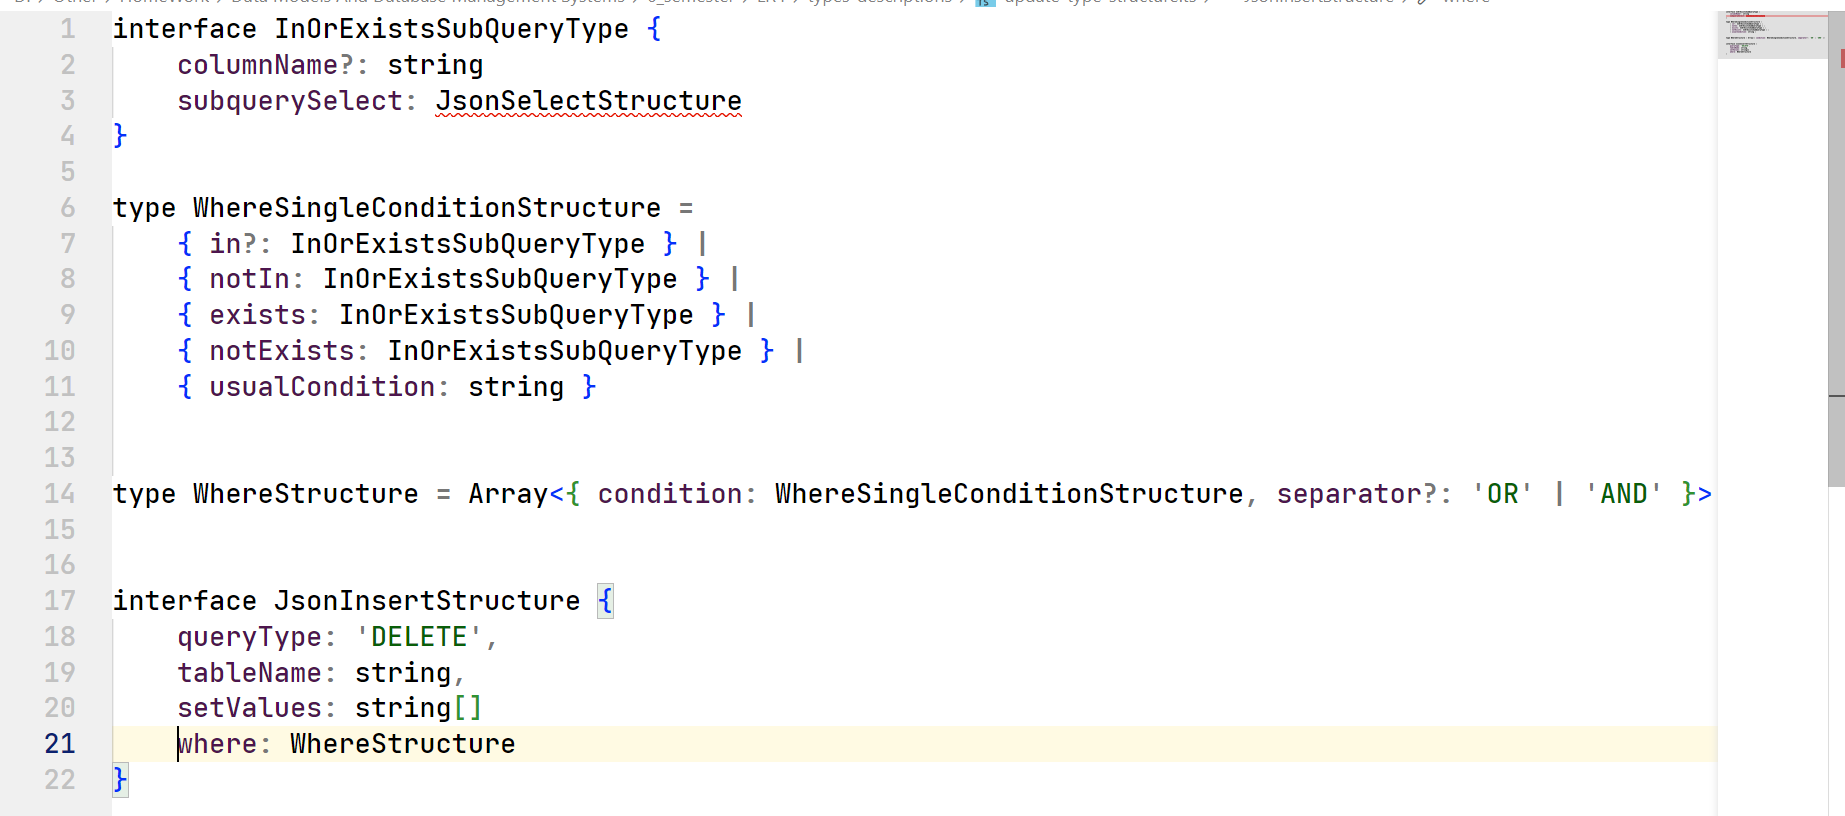 1 interface InOrExistsSubQueryType {
2 columnName?: string
3 subquerySelect: JsonSelectStructure
4 }
5
6 type WhereSingleConditionStructure =
7 { in?: InOrExistsSubQueryType } |
8 { notIn: InOrExistsSubQueryType } |
9 { exists: InOrExistsSubQueryType } |
10 { notExists: InOrExistsSubQueryType } |
11 { usualCondition: string }
12
13
14 type WhereStructure = Array<{ condition: WhereSingleConditionStructure, separator?: 'OR' | 'AND' }>
15
16
17 interface JsonInsertStructure {
18 queryType: 'DELETE',
19 tableName: string,
20 setValues: string[]
21 where: WhereStructure
22 }